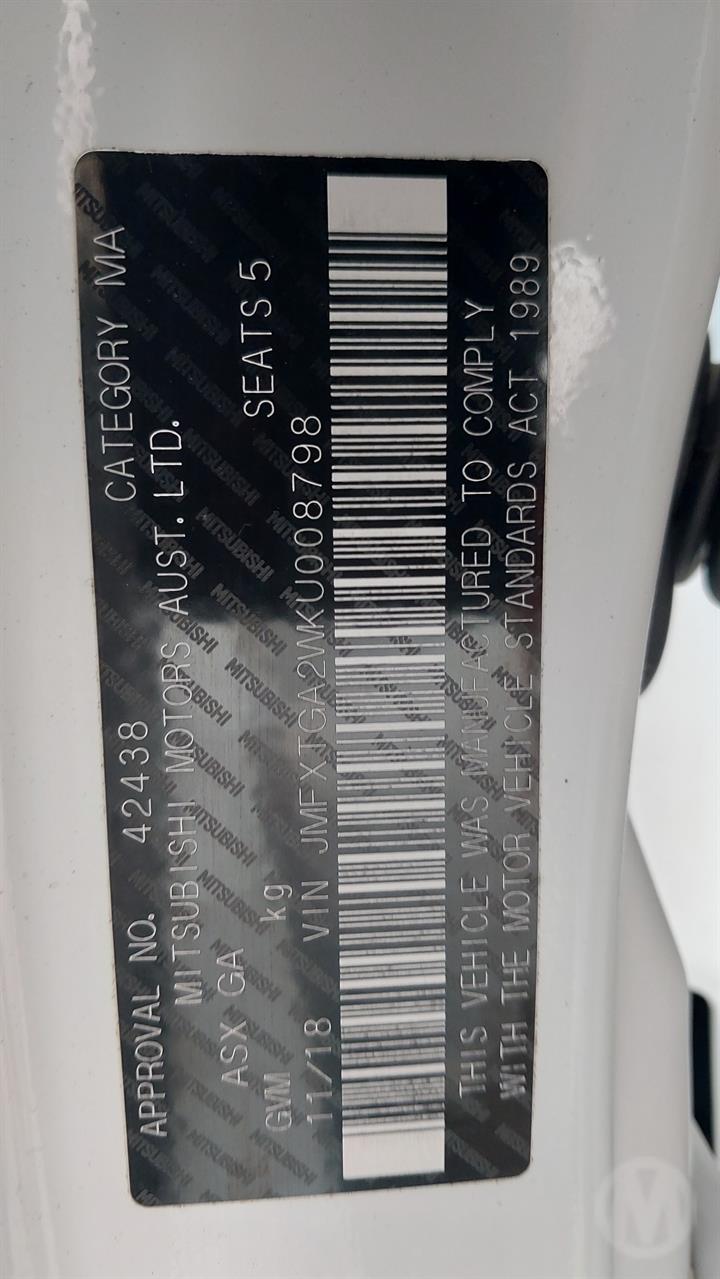 APPROVAL NO. 42438 CATEGORY MA
MITSUBISHI MOTORS AUST. LTD.
ASX GA SEATS 5
GVM kg
11/18 VIN JMFXTGA2WKU008798
THIS VEHICLE WAS MANUFACTURED TO COMPLY
WITH THE MOTOR VEHICLE STANDARDS ACT 1989
M